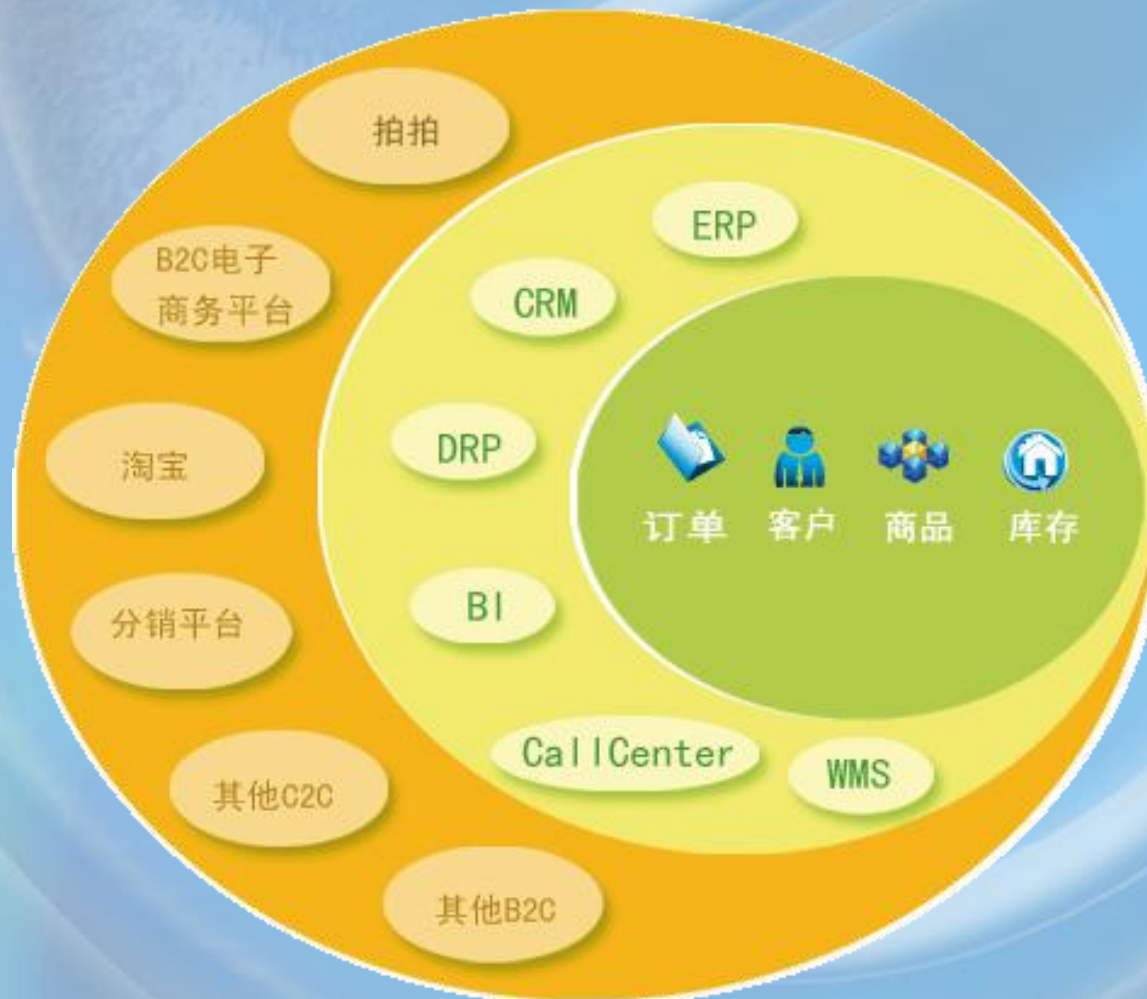 拍拍
ERP
B2C电子
商务平台
CRM
淘宝
DRP
订单 客户 商品 库存
分销平台
BI
CallCenter
WMS
其他C2C
其他B2C